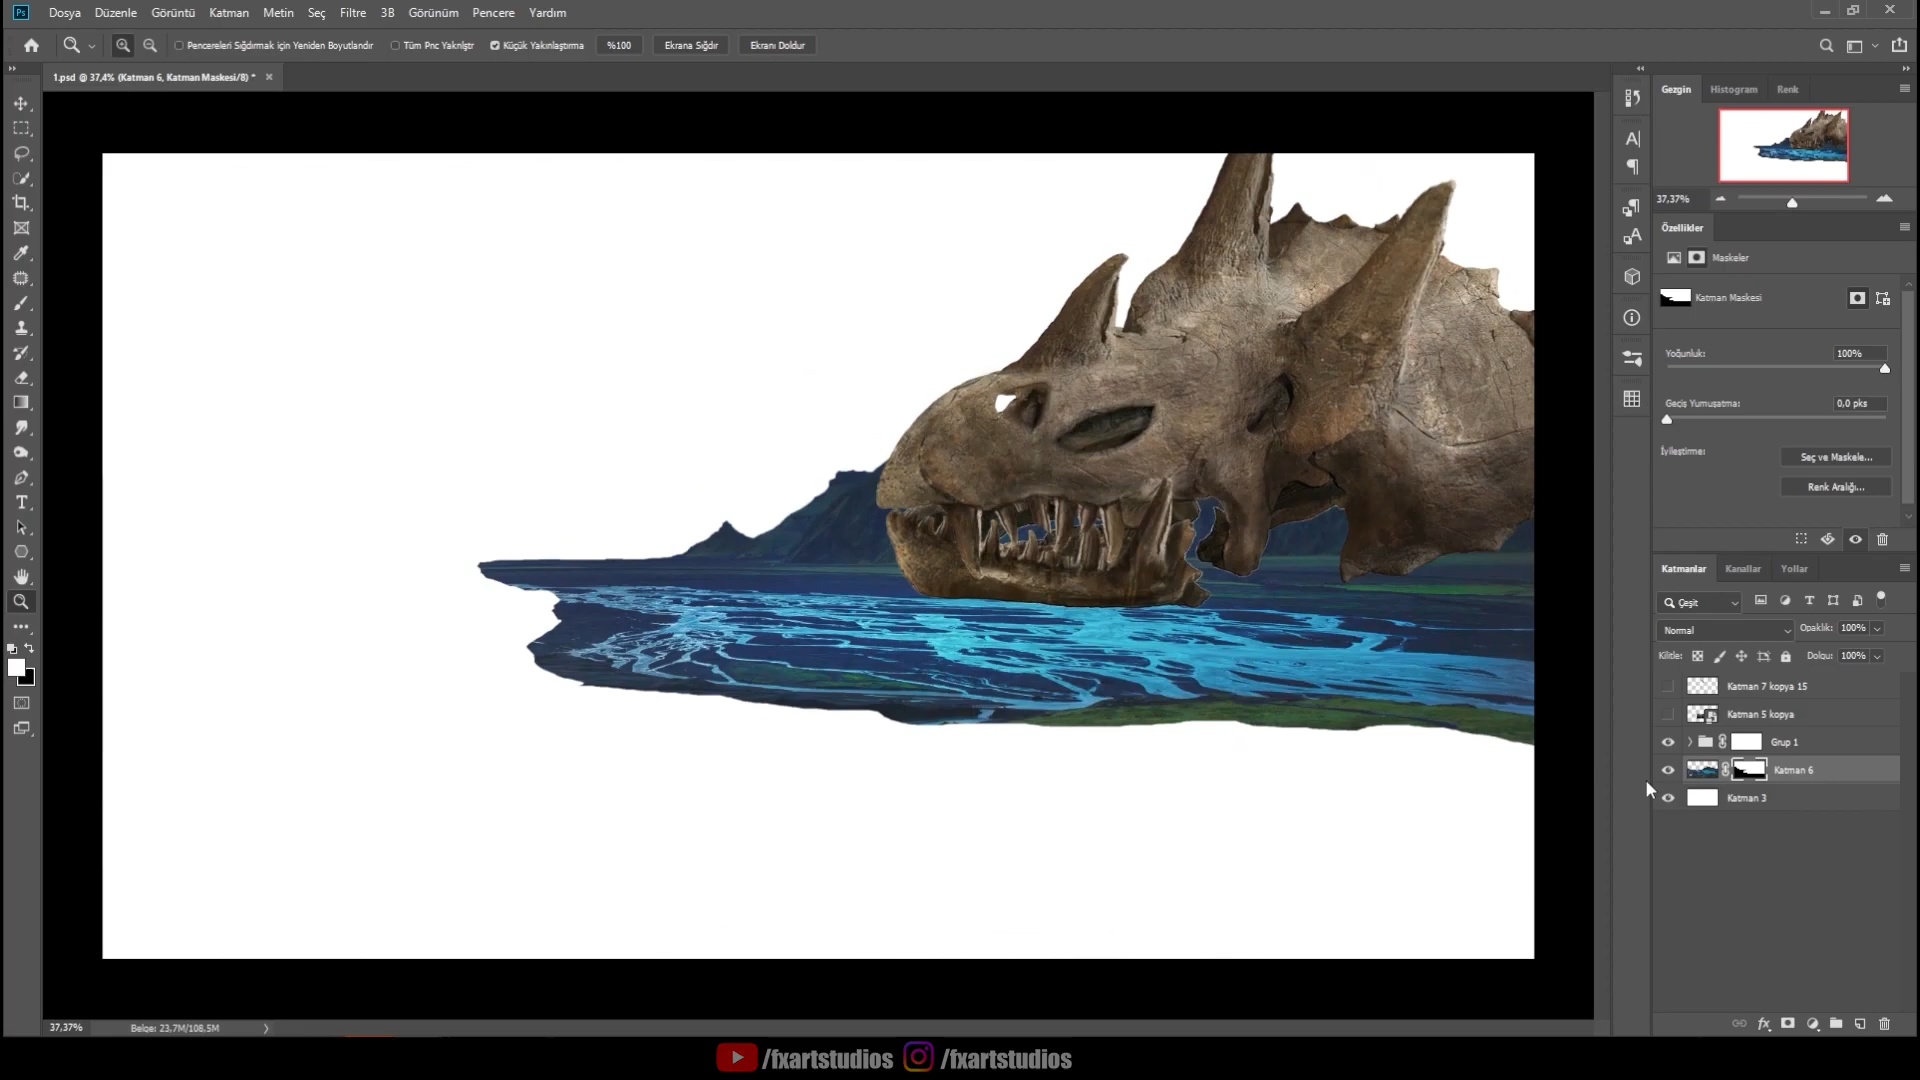 Ps Dosya Düzenle Görüntü Katman Metin Seç Filtre 3B Görünüm Pencere Yardım
Pencereleri Sığdırmak için Yeniden Boyutlandır Tüm Pnc Yaknlştr Küçük Yakınlaştırma %100 Ekrana Sığdır Ekranı Doldur
1.psd @ 37,4% (Katman 6, Katman Maskesi/8) *
Gezgin Histogram Renk
37,37%
Özellikler
Maskeler
Katman Maskesi
Yoğunluk: 100%
Geçiş Yumuşatma: 0,0 pks
İyileştirme: Seç ve Maskele...
Renk Aralığı...
Katmanlar Kanallar Yollar
Çeşit
Normal Opaklık: 100%
Kilitle: Dolgu: 100%
Katman 7 kopya 15
Katman 5 kopya
Grup 1
Katman 6
Katman 3
37,37% Belge: 23,7M/108,5M
/fxartstudios /fxartstudios